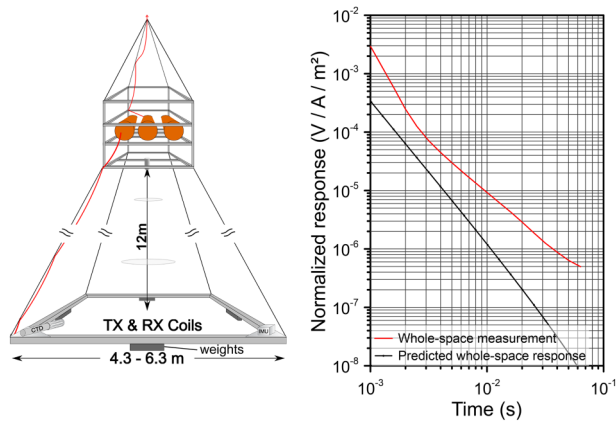 12m
CTD
TX & RX Coils
IMU
weights
4.3 - 6.3 m
Normalized response (V / A / m²)
10⁻²
10⁻³
10⁻⁴
10⁻⁵
10⁻⁶
10⁻⁷
10⁻⁸
Whole-space measurement
Predicted whole-space response
10⁻³
10⁻²
10⁻¹
Time (s)